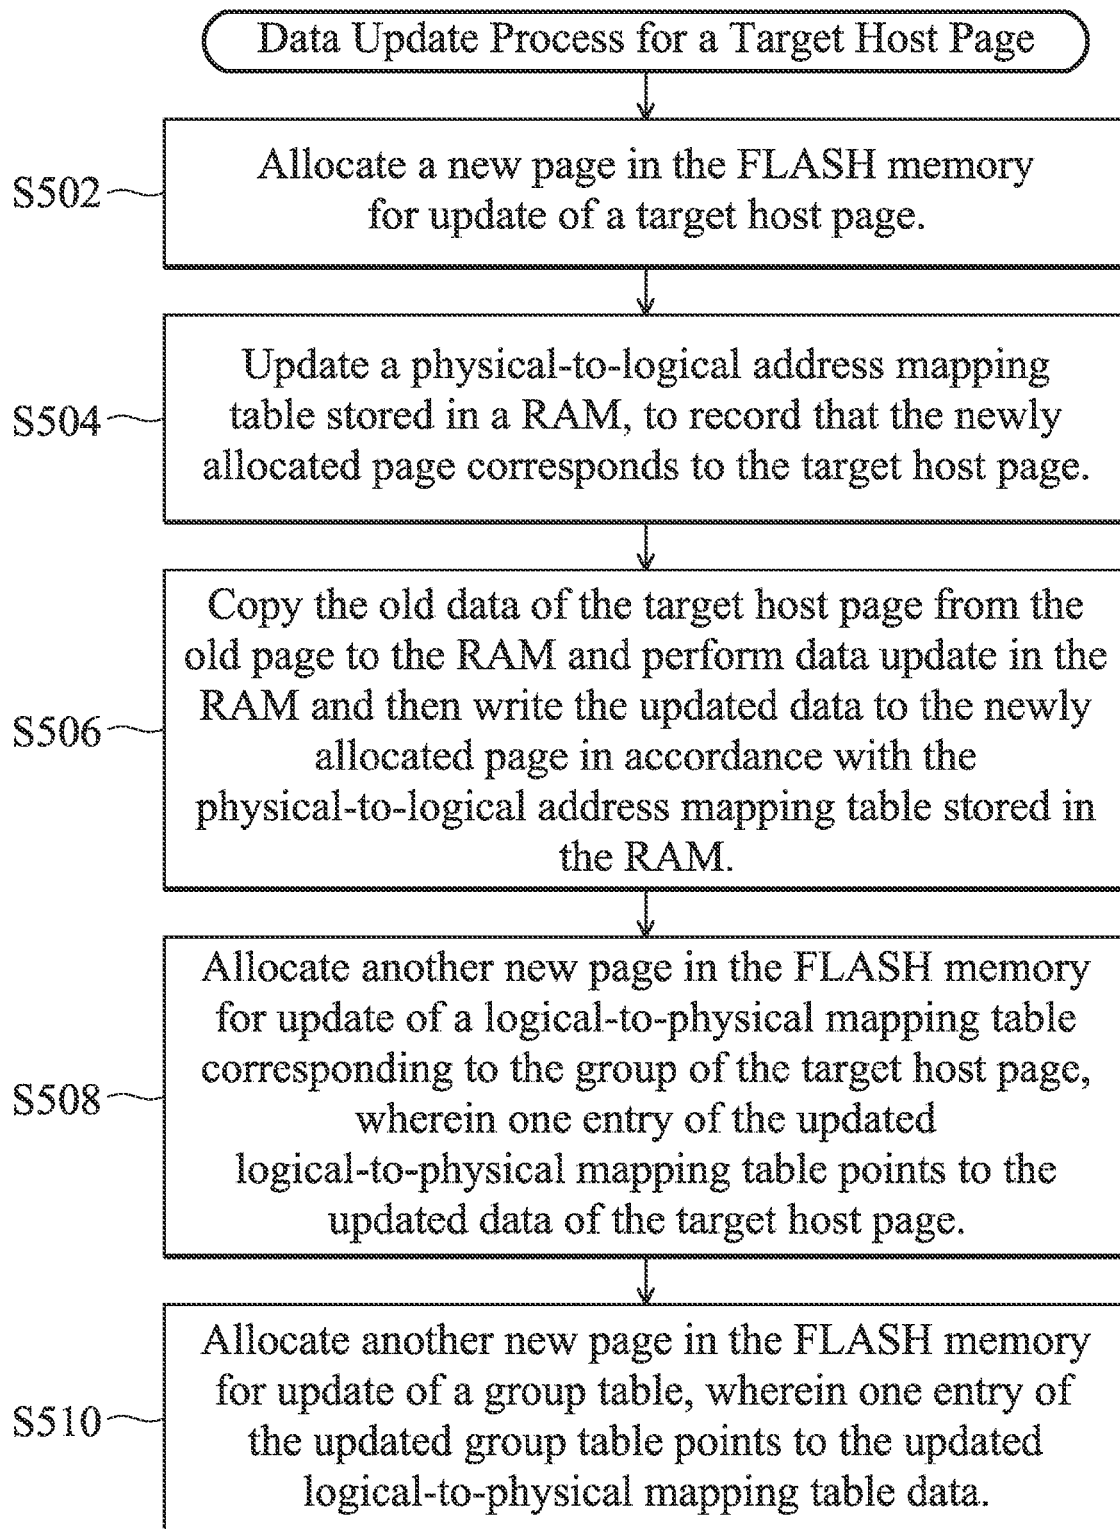 Data Update Process for a Target Host Page
S502
Allocate a new page in the FLASH memory
for update of a target host page.
S504
Update a physical-to-logical address mapping
table stored in a RAM, to record that the newly
allocated page corresponds to the target host page.
S506
Copy the old data of the target host page from the
old page to the RAM and perform data update in the
RAM and then write the updated data to the newly
allocated page in accordance with the
physical-to-logical address mapping table stored in
the RAM.
S508
Allocate another new page in the FLASH memory
for update of a logical-to-physical mapping table
corresponding to the group of the target host page,
wherein one entry of the updated
logical-to-physical mapping table points to the
updated data of the target host page.
S510
Allocate another new page in the FLASH memory
for update of a group table, wherein one entry of
the updated group table points to the updated
logical-to-physical mapping table data.